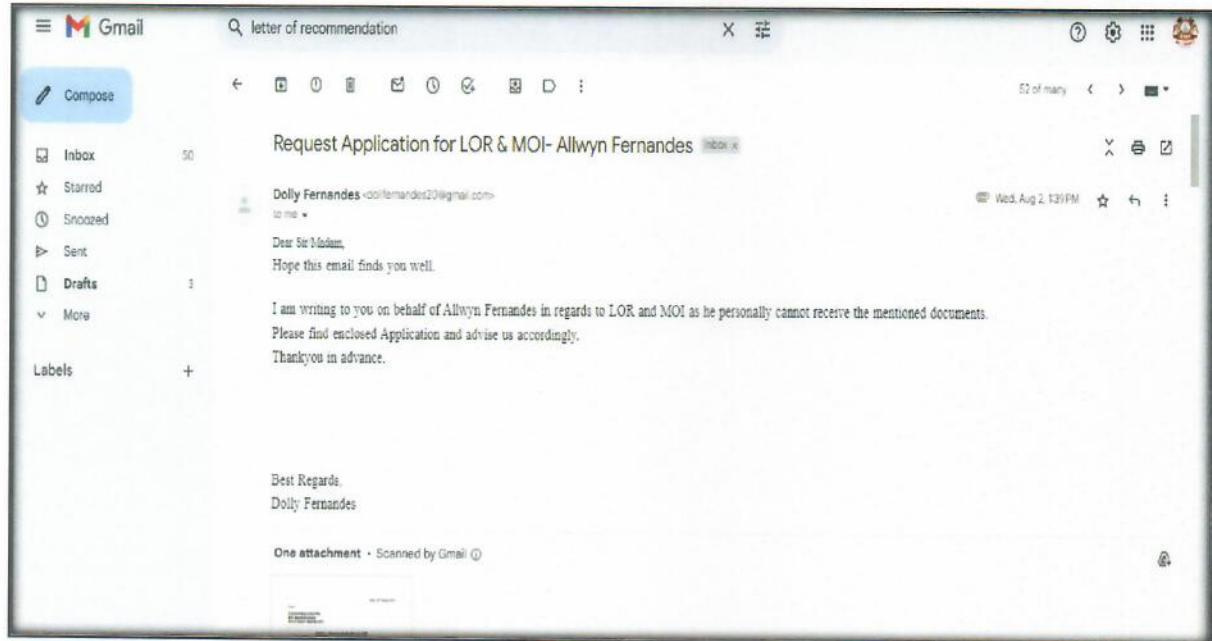 Gmail
letter of recommendation
Compose
52 of many
Request Application for LOR & MOI- Allwyn Fernandes Inbox x
Inbox 50
Starred
Snoozed
Sent
Drafts 3
More
Labels +
Dolly Fernandes <dollfernandes20@gmail.com>
Wed, Aug 2, 1:39 PM
to me
Dear Sir/Madam,
Hope this email finds you well.
I am writing to you on behalf of Allwyn Fernandes in regards to LOR and MOI as he personally cannot receive the mentioned documents.
Please find enclosed Application and advise us accordingly.
Thankyou in advance.
Best Regards,
Dolly Fernandes
One attachment • Scanned by Gmail